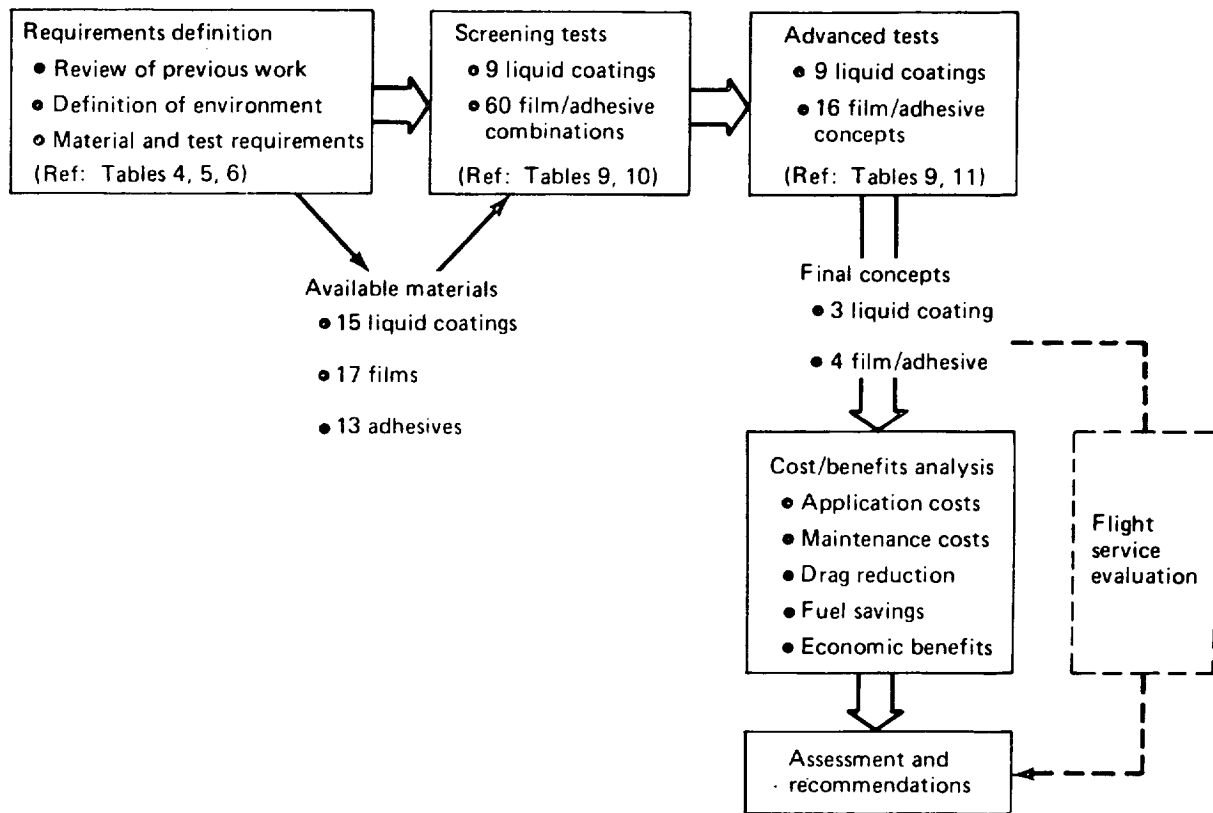 Requirements definition
● Review of previous work
● Definition of environment
● Material and test requirements
(Ref: Tables 4, 5, 6)
Screening tests
● 9 liquid coatings
● 60 film/adhesive
combinations
(Ref: Tables 9, 10)
Advanced tests
● 9 liquid coatings
● 16 film/adhesive
concepts
(Ref: Tables 9, 11)
Available materials
● 15 liquid coatings
● 17 films
● 13 adhesives
Final concepts
● 3 liquid coating
● 4 film/adhesive
Cost/benefits analysis
● Application costs
● Maintenance costs
● Drag reduction
● Fuel savings
● Economic benefits
Flight
service
evaluation
Assessment and
recommendations